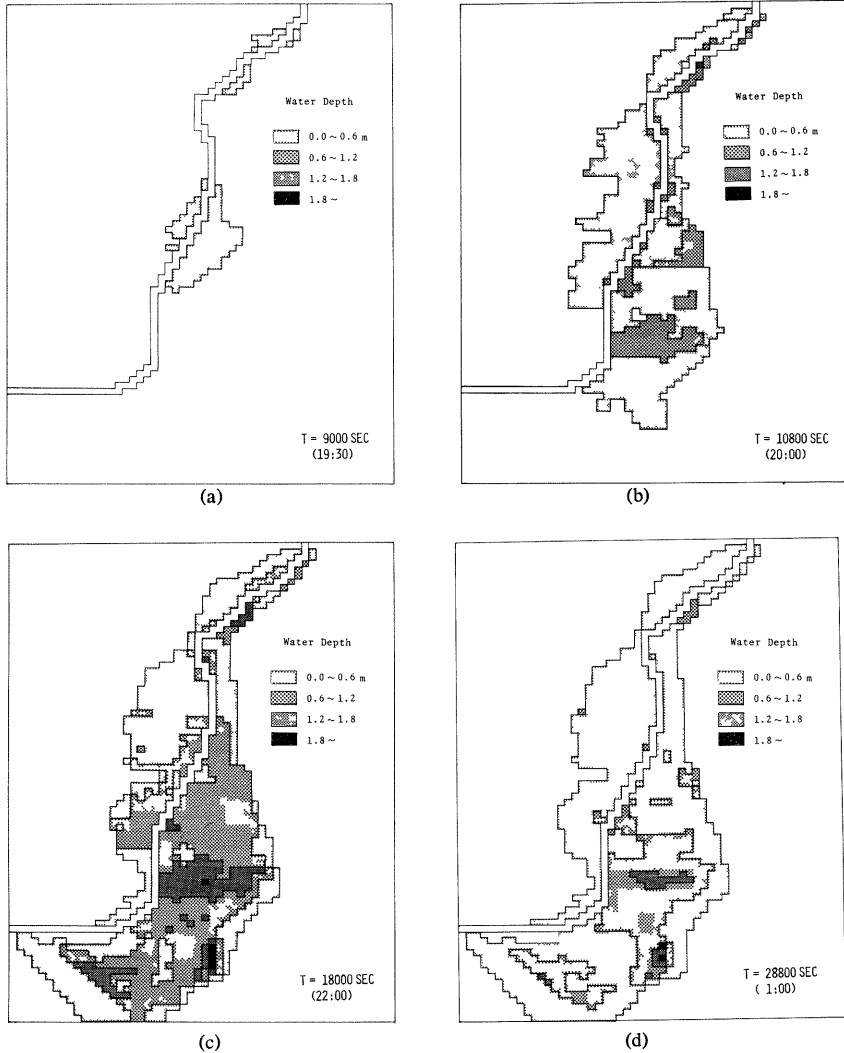 Water Depth
0.0 ~ 0.6 m
0.6 ~ 1.2
1.2 ~ 1.8
1.8 ~
T = 9000 SEC
(19:30)
(a)
Water Depth
0.0 ~ 0.6 m
0.6 ~ 1.2
1.2 ~ 1.8
1.8 ~
T = 10800 SEC
(20:00)
(b)
Water Depth
0.0 ~ 0.6 m
0.6 ~ 1.2
1.2 ~ 1.8
1.8 ~
T = 18000 SEC
(22:00)
(c)
Water Depth
0.0 ~ 0.6 m
0.6 ~ 1.2
1.2 ~ 1.8
1.8 ~
T = 28800 SEC
( 1:00)
(d)